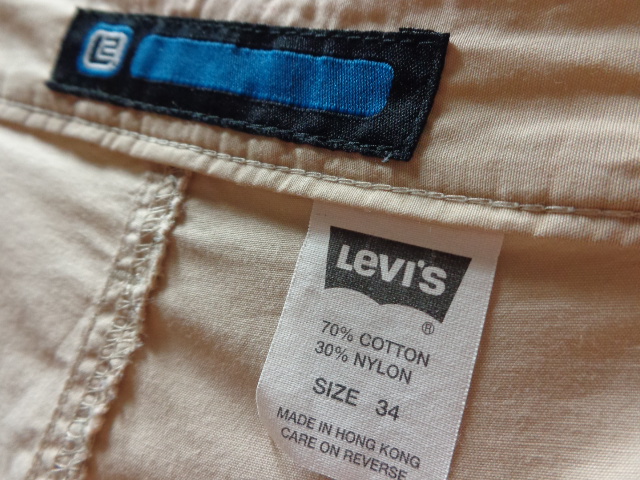 LEVI'S
®
70% COTTON
30% NYLON
SIZE 34
MADE IN HONG KONG
CARE ON REVERSE